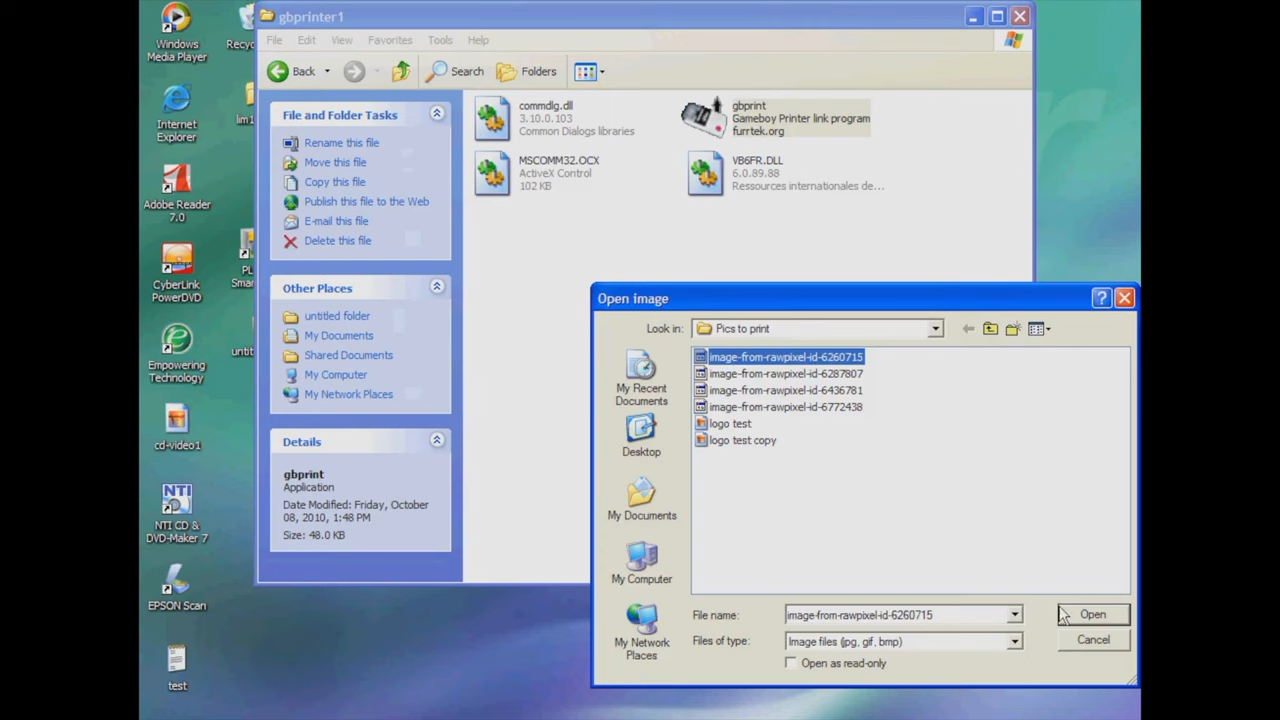 Windows
Media Player
Recyc
Internet
Explorer
lim1
Adobe Reader
7.0
CyberLink
PowerDVD
PL
Smar
Empowering
Technology
untit
cd-video1
NTI
NTI CD &
DVD-Maker 7
EPSON Scan
test
gbprinter1
File
Edit
View
Favorites
Tools
Help
Back
Search
Folders
File and Folder Tasks
Rename this file
Move this file
Copy this file
Publish this file to the Web
E-mail this file
Delete this file
Other Places
untitled folder
My Documents
Shared Documents
My Computer
My Network Places
Details
gbprint
Application
Date Modified: Friday, October
08, 2010, 1:48 PM
Size: 48.0 KB
commdlg.dll
3.10.0.103
Common Dialogs libraries
gbprint
Gameboy Printer link program
furrtek.org
MSCOMM32.OCX
ActiveX Control
102 KB
VB6FR.DLL
6.0.89.88
Ressources internationales de...
Open image
Look in:
Pics to print
My Recent
Documents
Desktop
My Documents
My Computer
My Network
Places
image-from-rawpixel-id-6260715
image-from-rawpixel-id-6287807
image-from-rawpixel-id-6436781
image-from-rawpixel-id-6772438
logo test
logo test copy
File name:
image-from-rawpixel-id-6260715
Open
Files of type:
Image files (jpg, gif, bmp)
Cancel
Open as read-only